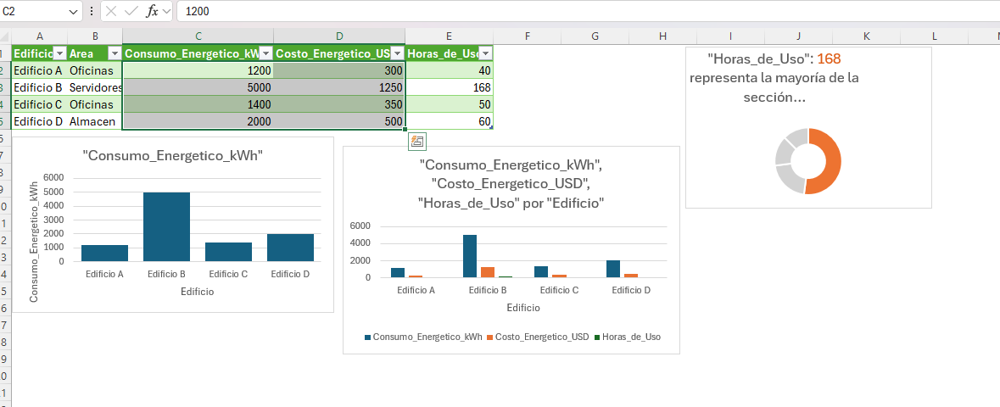 C2 fx 1200
A B C D E F G H I J K L
1 Edificio Area Consumo_Energetico_kW Costo_Energetico_US Horas_de_Uso
2 Edificio A Oficinas 1200 300 40
3 Edificio B Servidores 5000 1250 168
4 Edificio C Oficinas 1400 350 50
5 Edificio D Almacen 2000 500 60
"Consumo_Energetico_kWh"
Consumo_Energetico_kWh
6000
5000
4000
3000
2000
1000
0
Edificio A Edificio B Edificio C Edificio D
Edificio
"Consumo_Energetico_kWh",
"Costo_Energetico_USD",
"Horas_de_Uso" por "Edificio"
6000
4000
2000
0
Edificio A Edificio B Edificio C Edificio D
Edificio
Consumo_Energetico_kWh Costo_Energetico_USD Horas_de_Uso
"Horas_de_Uso": 168
representa la mayoría de la
sección...